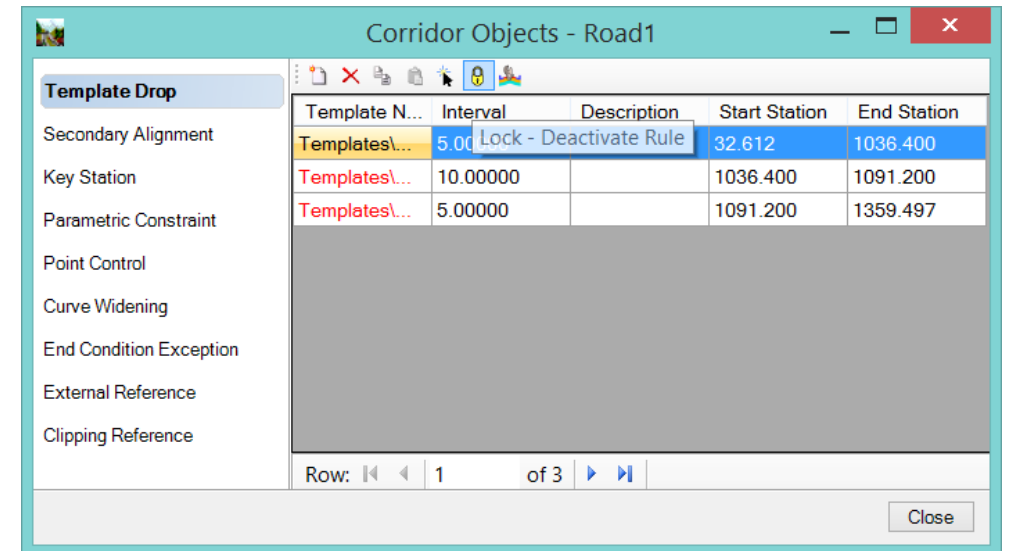 Corridor Objects - Road1
Template Drop
Secondary Alignment
Key Station
Parametric Constraint
Point Control
Curve Widening
End Condition Exception
External Reference
Clipping Reference
Template N... Interval Description Start Station End Station
Templates\... 5.00 32.612 1036.400
Lock - Deactivate Rule
Templates\... 10.00000 1036.400 1091.200
Templates\... 5.00000 1091.200 1359.497
Row: 1 of 3
Close